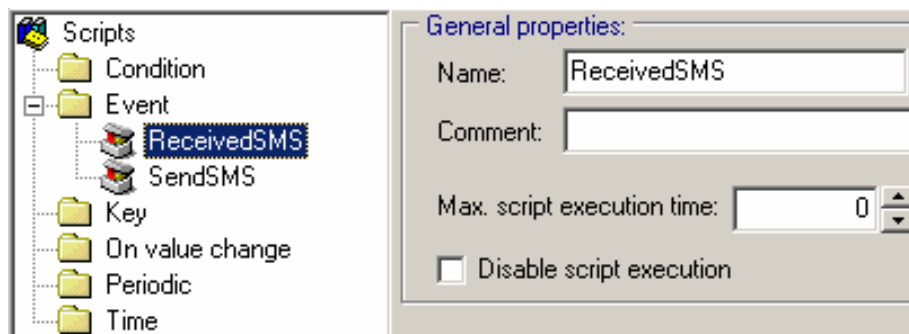 Scripts
Condition
Event
ReceivedSMS
SendSMS
Key
On value change
Periodic
Time
General properties:
Name: ReceivedSMS
Comment:
Max. script execution time: 0
Disable script execution